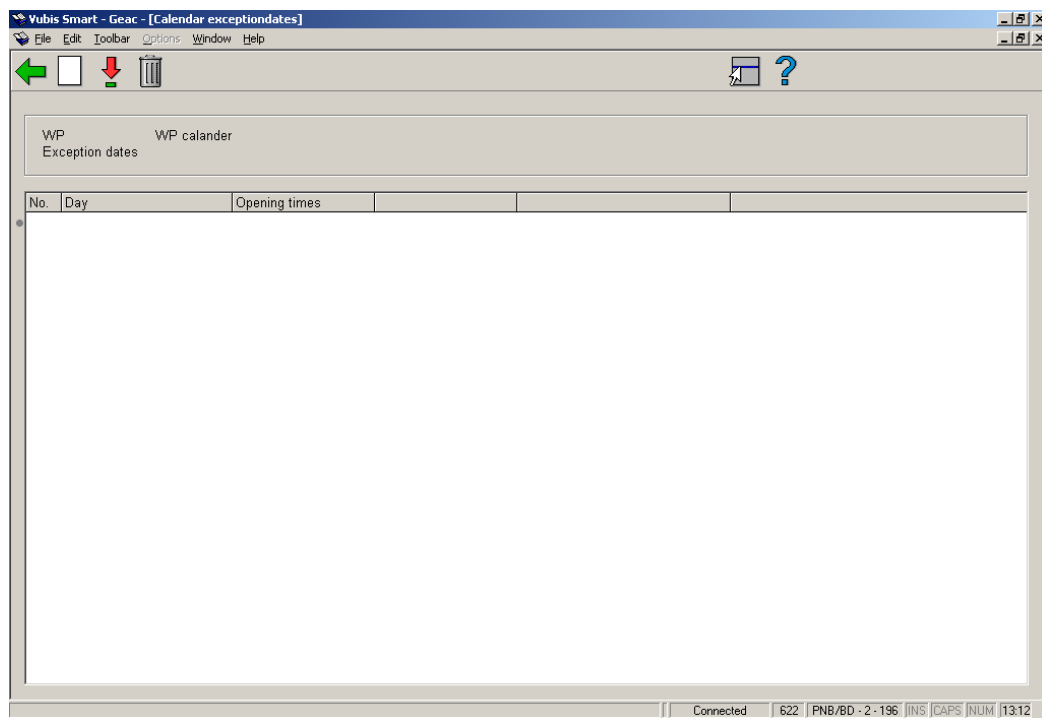 Vubis Smart - Geac - [Calendar exceptiondates]
File Edit Toolbar Options Window Help
?
WP WP calander
Exception dates
No. Day Opening times
Connected 622 PNB/BD - 2 - 196 INS CAPS NUM 13:12